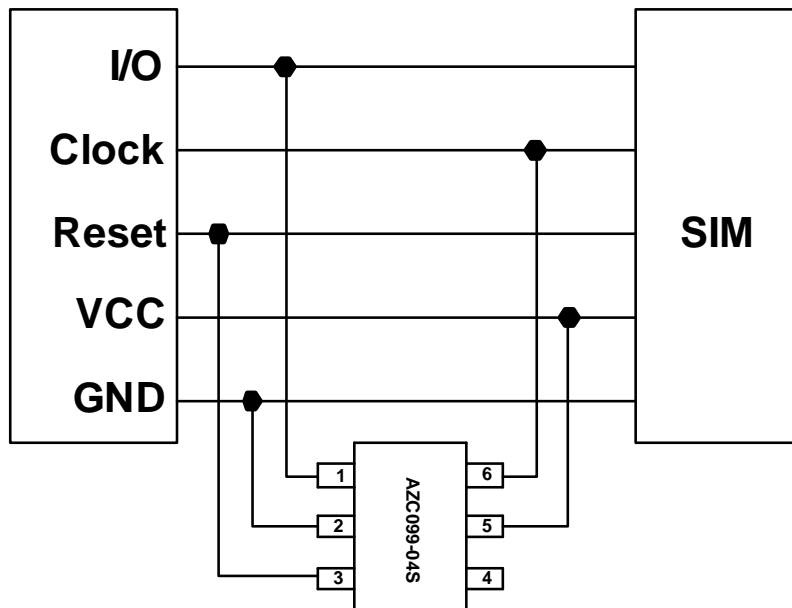 I/O
Clock
Reset
SIM
VCC
GND
1
6
AZC099-04S
2
5
3
4